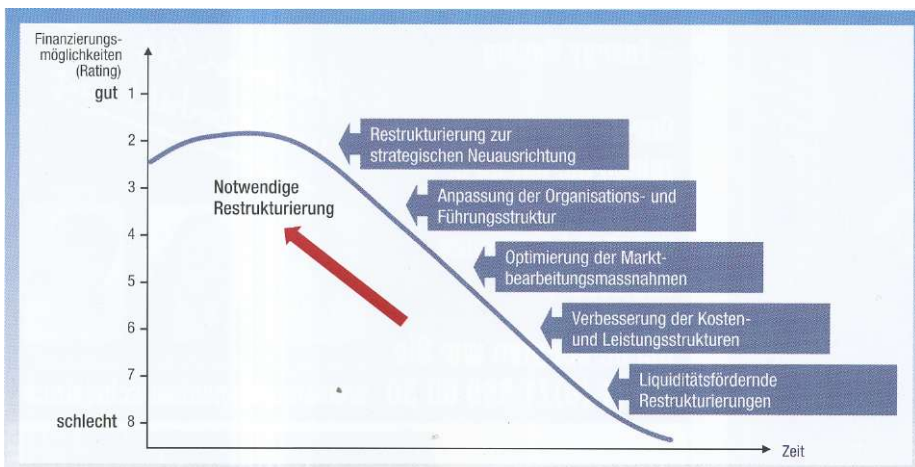 Finanzierungs-
möglichkeiten
(Rating)
gut 1
2
3
4
5
6
7
schlecht 8
Notwendige
Restrukturierung
Restrukturierung zur
strategischen Neuausrichtung
Anpassung der Organisations- und
Führungsstruktur
Optimierung der Markt-
bearbeitungsmassnahmen
Verbesserung der Kosten-
und Leistungsstrukturen
Liquiditätsfördernde
Restrukturierungen
Zeit